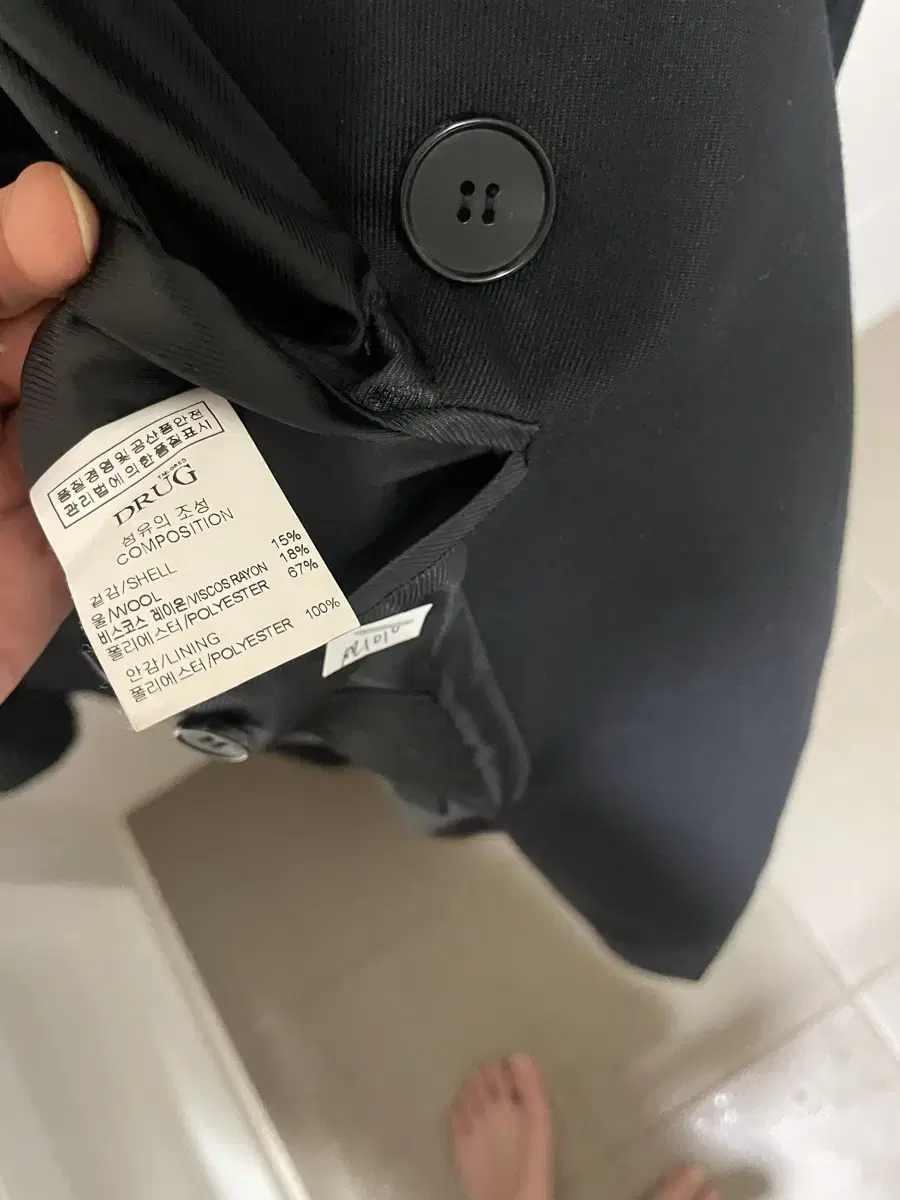 품질경영및공산품안전
관리법에의한품질표시
TAILORED
DRUG
섬유의 조성
COMPOSITION
겉감/SHELL
울/WOOL 15%
비스코스 레이온/VISCOS RAYON 18%
폴리에스터/POLYESTER 67%
안감/LINING
폴리에스터/POLYESTER 100%